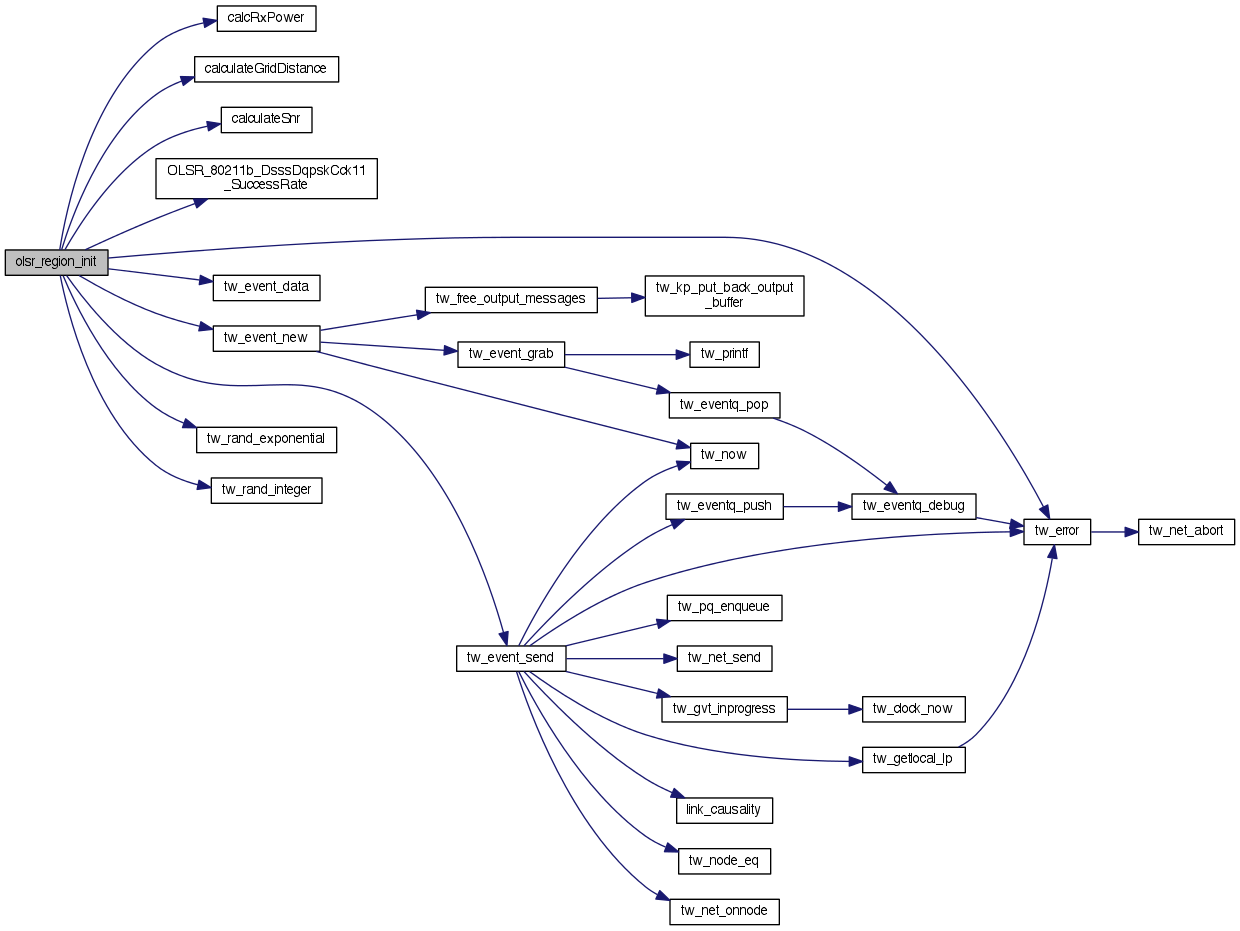 calcRxPower
calculateGridDistance
calculateSnr
OLSR_80211b_DsssDqpskCck11
_SuccessRate
olsr_region_init
tw_event_data
tw_free_output_messages
tw_kp_put_back_output
_buffer
tw_event_new
tw_event_grab
tw_printf
tw_eventq_pop
tw_rand_exponential
tw_now
tw_rand_integer
tw_eventq_push
tw_eventq_debug
tw_error
tw_net_abort
tw_pq_enqueue
tw_event_send
tw_net_send
tw_gvt_inprogress
tw_clock_now
tw_getlocal_lp
link_causality
tw_node_eq
tw_net_onnode